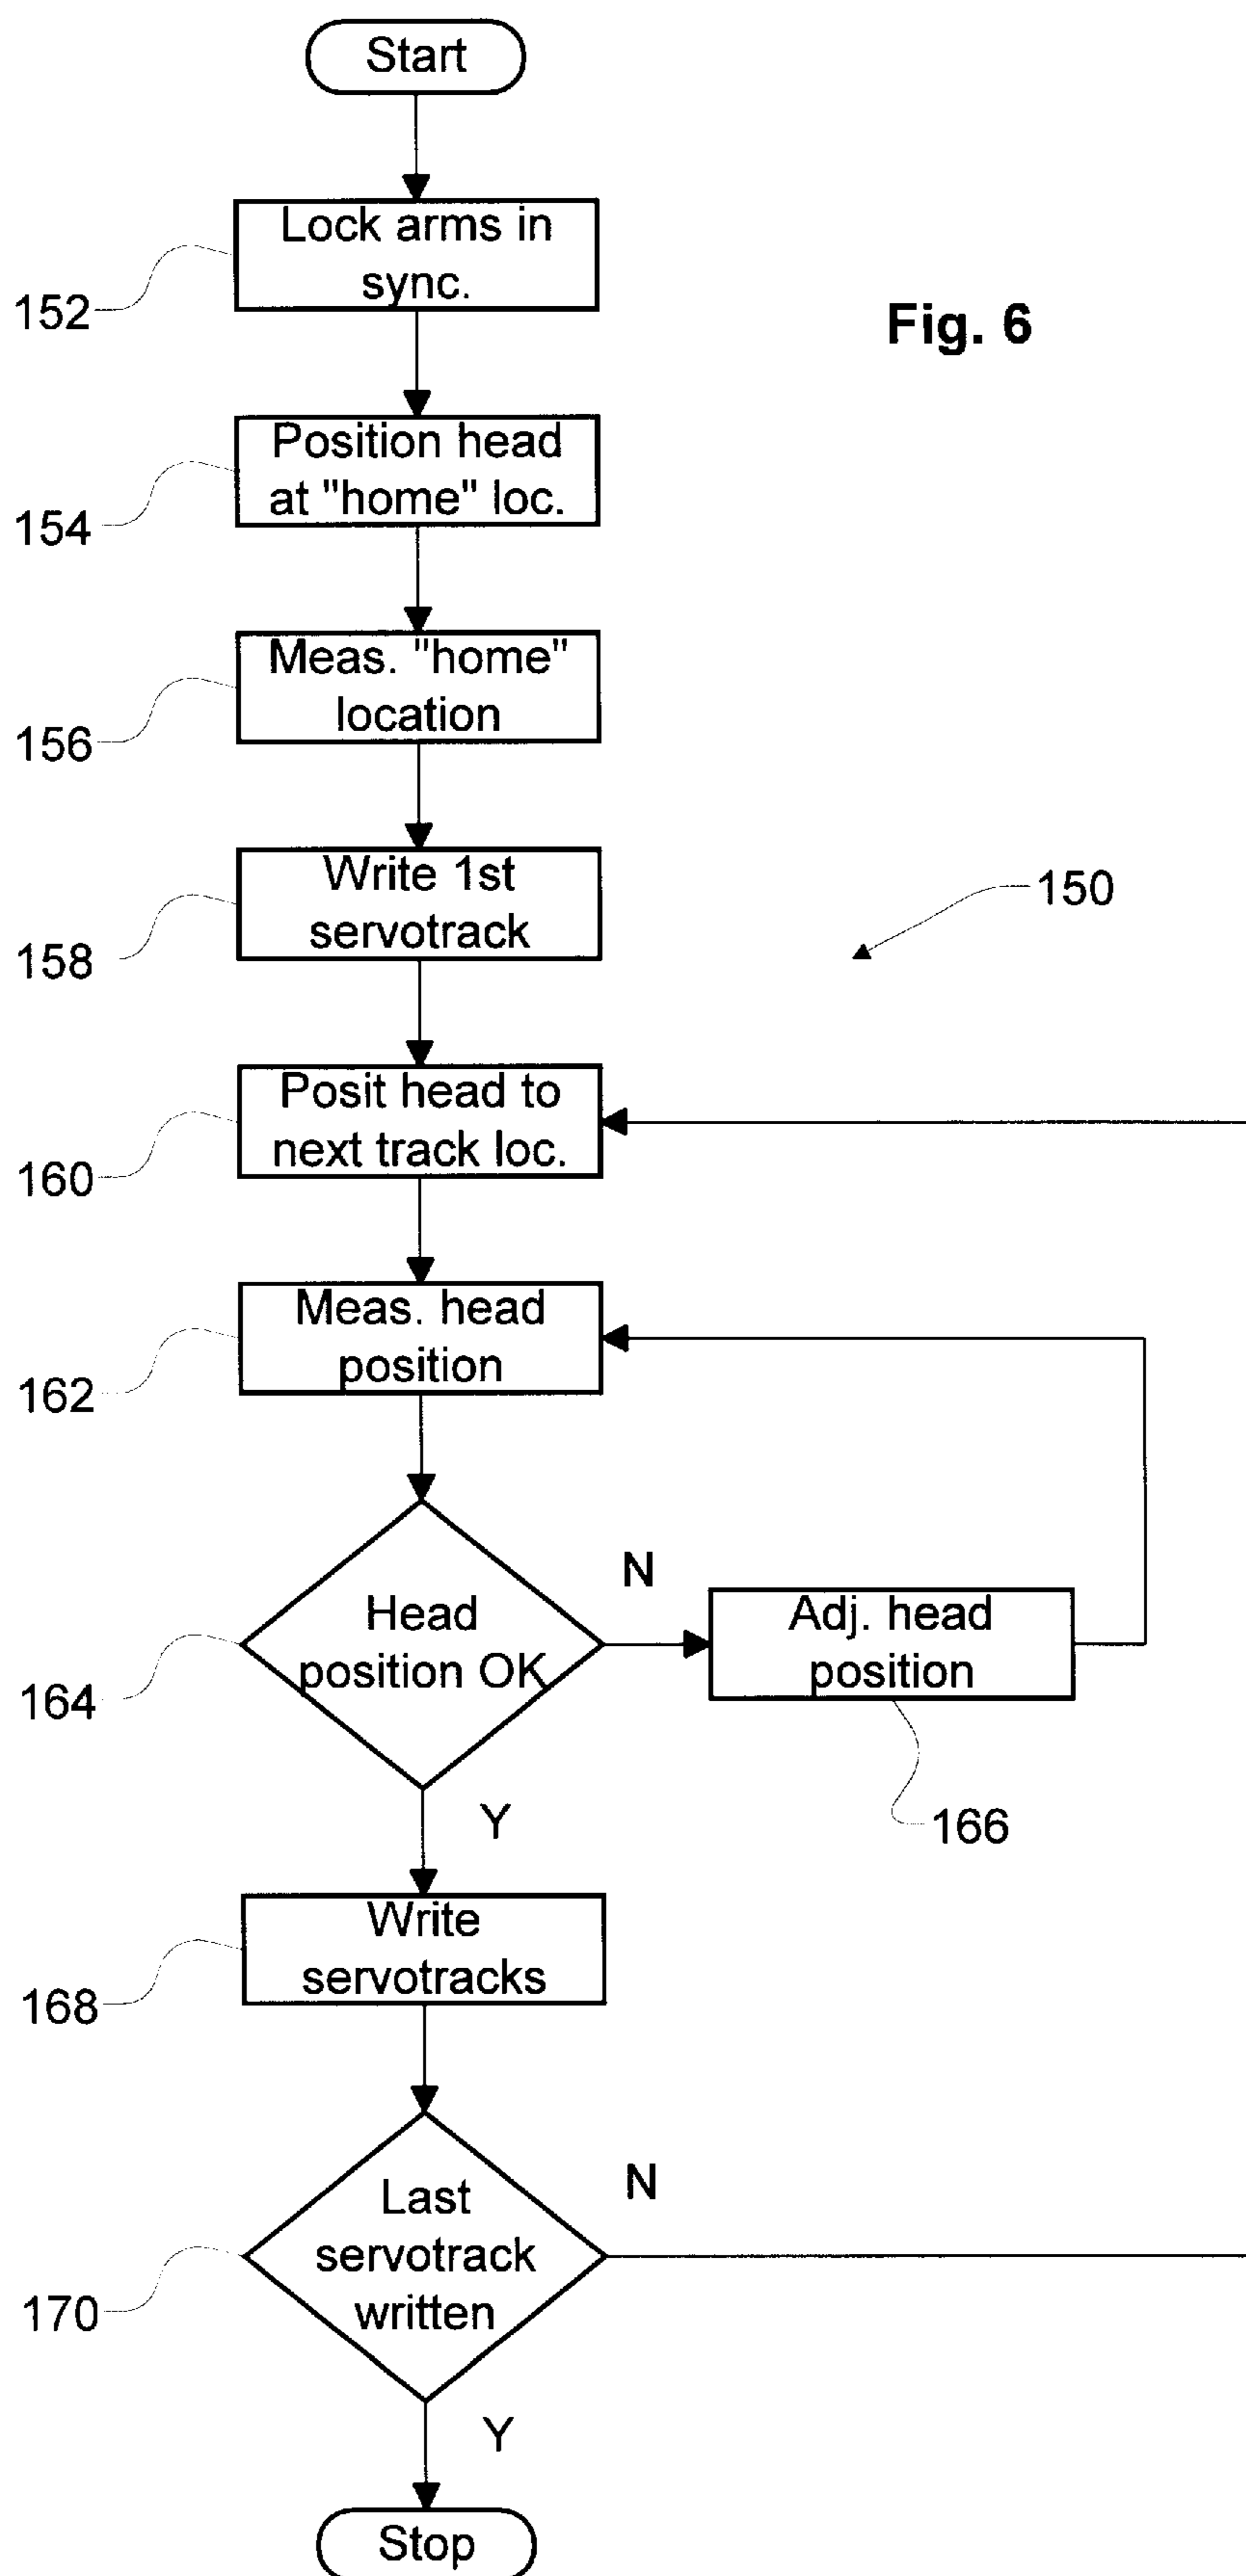 Start
Lock arms in
sync.
152
Fig. 6
Position head
at "home" loc.
154
Meas. "home"
location
156
Write 1st
servotrack
158
150
Posit head to
next track loc.
160
Meas. head
position
162
Head
position OK
164
N
Adj. head
position
166
Y
Write
servotracks
168
Last
servotrack
written
170
N
Y
Stop